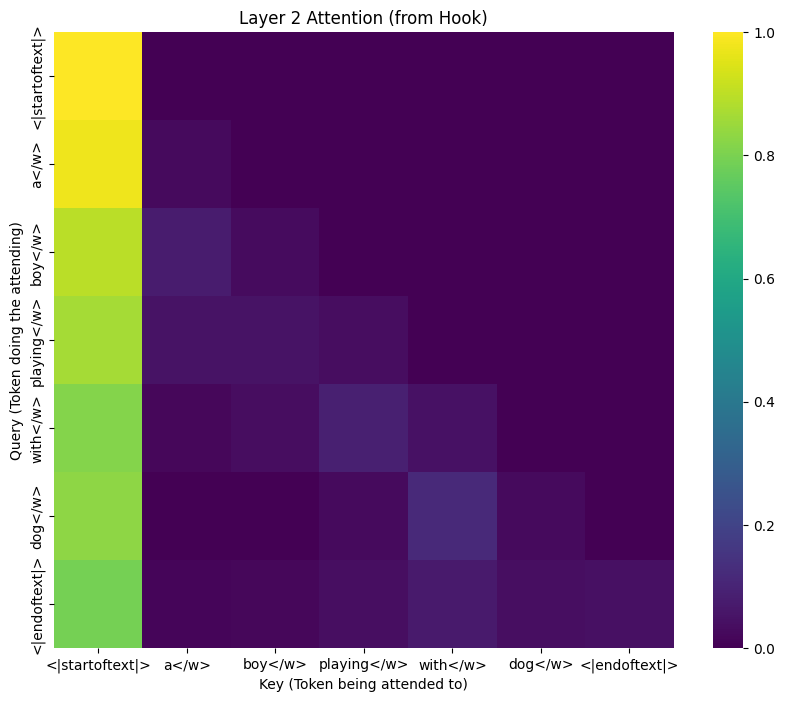 Layer 2 Attention (from Hook)
Query (Token doing the attending)
<|startoftext|>
a</w>
boy</w>
playing</w>
with</w>
dog</w>
<|endoftext|>
<|startoftext|> a</w> boy</w> playing</w> with</w> dog</w> <|endoftext|>
Key (Token being attended to)
1.0
0.8
0.6
0.4
0.2
0.0